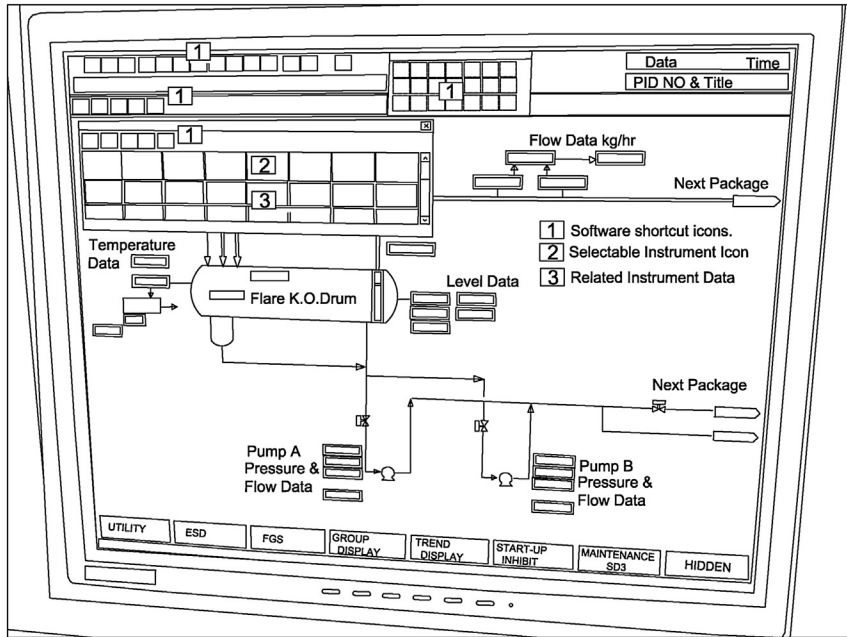 1
Data Time
PID NO & Title
1
1
1
Flow Data kg/hr
2
Next Package
3
1 Software shortcut icons.
2 Selectable Instrument Icon
3 Related Instrument Data
Temperature
Data
Level Data
Flare K.O.Drum
Next Package
Pump A
Pressure &
Flow Data
Pump B
Pressure &
Flow Data
UTILITY
ESD
FGS
GROUP
DISPLAY
TREND
DISPLAY
START-UP
INHIBIT
MAINTENANCE
SD3
HIDDEN